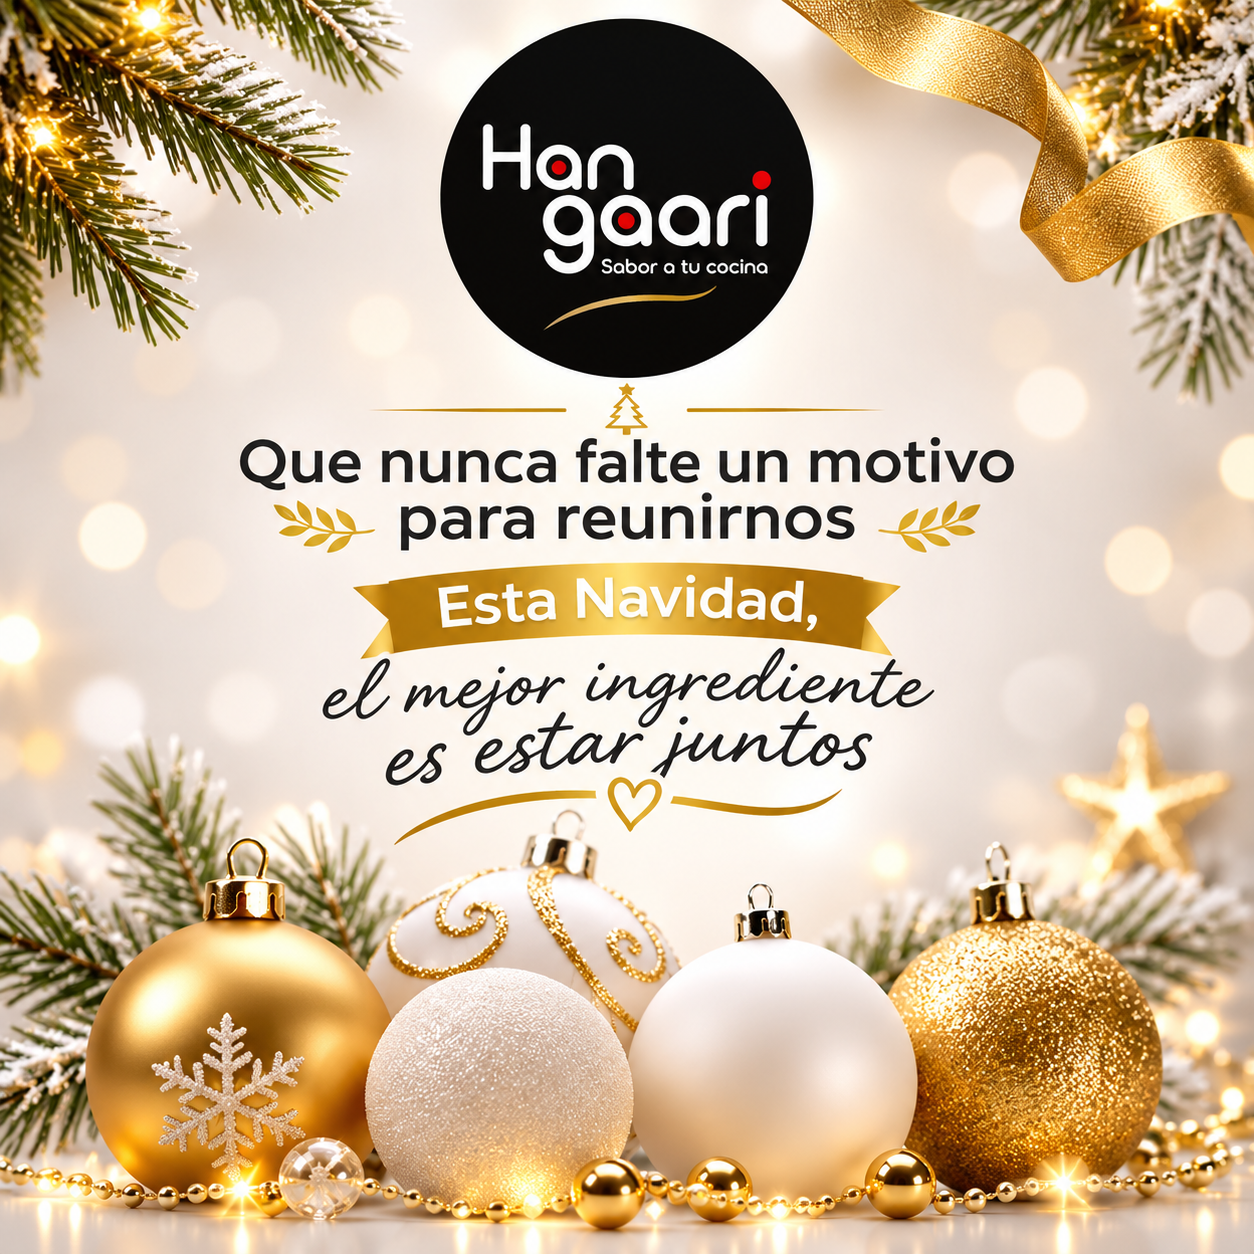 Han
gaari
Sabor a tu cocina
Que nunca falte un motivo
para reunirnos
Esta Navidad,
el mejor ingrediente
es estar juntos